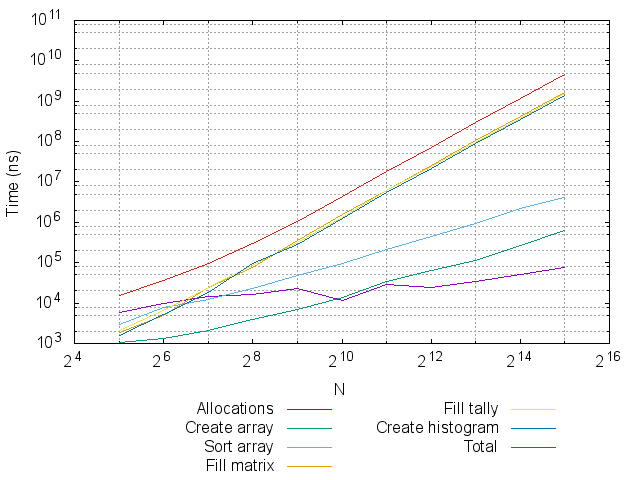 10^11
10^10
10^9
10^8
10^7
10^6
10^5
10^4
10^3
Time (ns)
2^4 2^6 2^8 2^10 2^12 2^14 2^16
N
Allocations Fill tally
Create array Create histogram
Sort array Total
Fill matrix